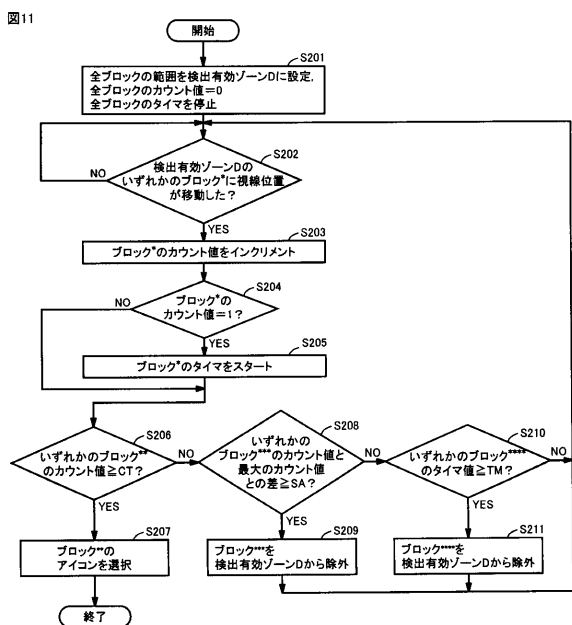 図11
開始
S201
全ブロックの範囲を検出有効ゾーンDに設定,
全ブロックのカウント値=0
全ブロックのタイマを停止
S202
検出有効ゾーンDの
いずれかのブロック*に視線位置
が移動した?
NO
YES
S203
ブロック*のカウント値をインクリメント
S204
ブロック*の
カウント値=1?
NO
YES
S205
ブロック*のタイマをスタート
S206
いずれかのブロック**
のカウント値≧CT?
NO
YES
S208
いずれかの
ブロック***のカウント値と
最大のカウント値
との差≧SA?
NO
YES
S210
いずれかのブロック****
のタイマ値≧TM?
NO
YES
S207
ブロック**の
アイコンを選択
S209
ブロック***を
検出有効ゾーンDから除外
S211
ブロック****を
検出有効ゾーンDから除外
終了